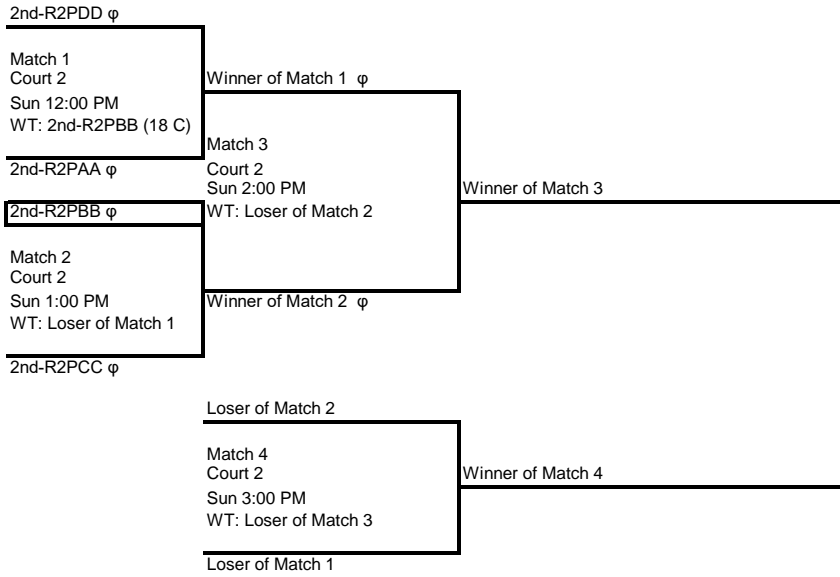 2nd-R2PDD φ
Match 1
Court 2
Sun 12:00 PM
WT: 2nd-R2PBB (18 C)
2nd-R2PAA φ
Winner of Match 1 φ
Match 3
Court 2
Sun 2:00 PM
WT: Loser of Match 2
Winner of Match 3
2nd-R2PBB φ
Match 2
Court 2
Sun 1:00 PM
WT: Loser of Match 1
2nd-R2PCC φ
Winner of Match 2 φ
Loser of Match 2
Match 4
Court 2
Sun 3:00 PM
WT: Loser of Match 3
Loser of Match 1
Winner of Match 4